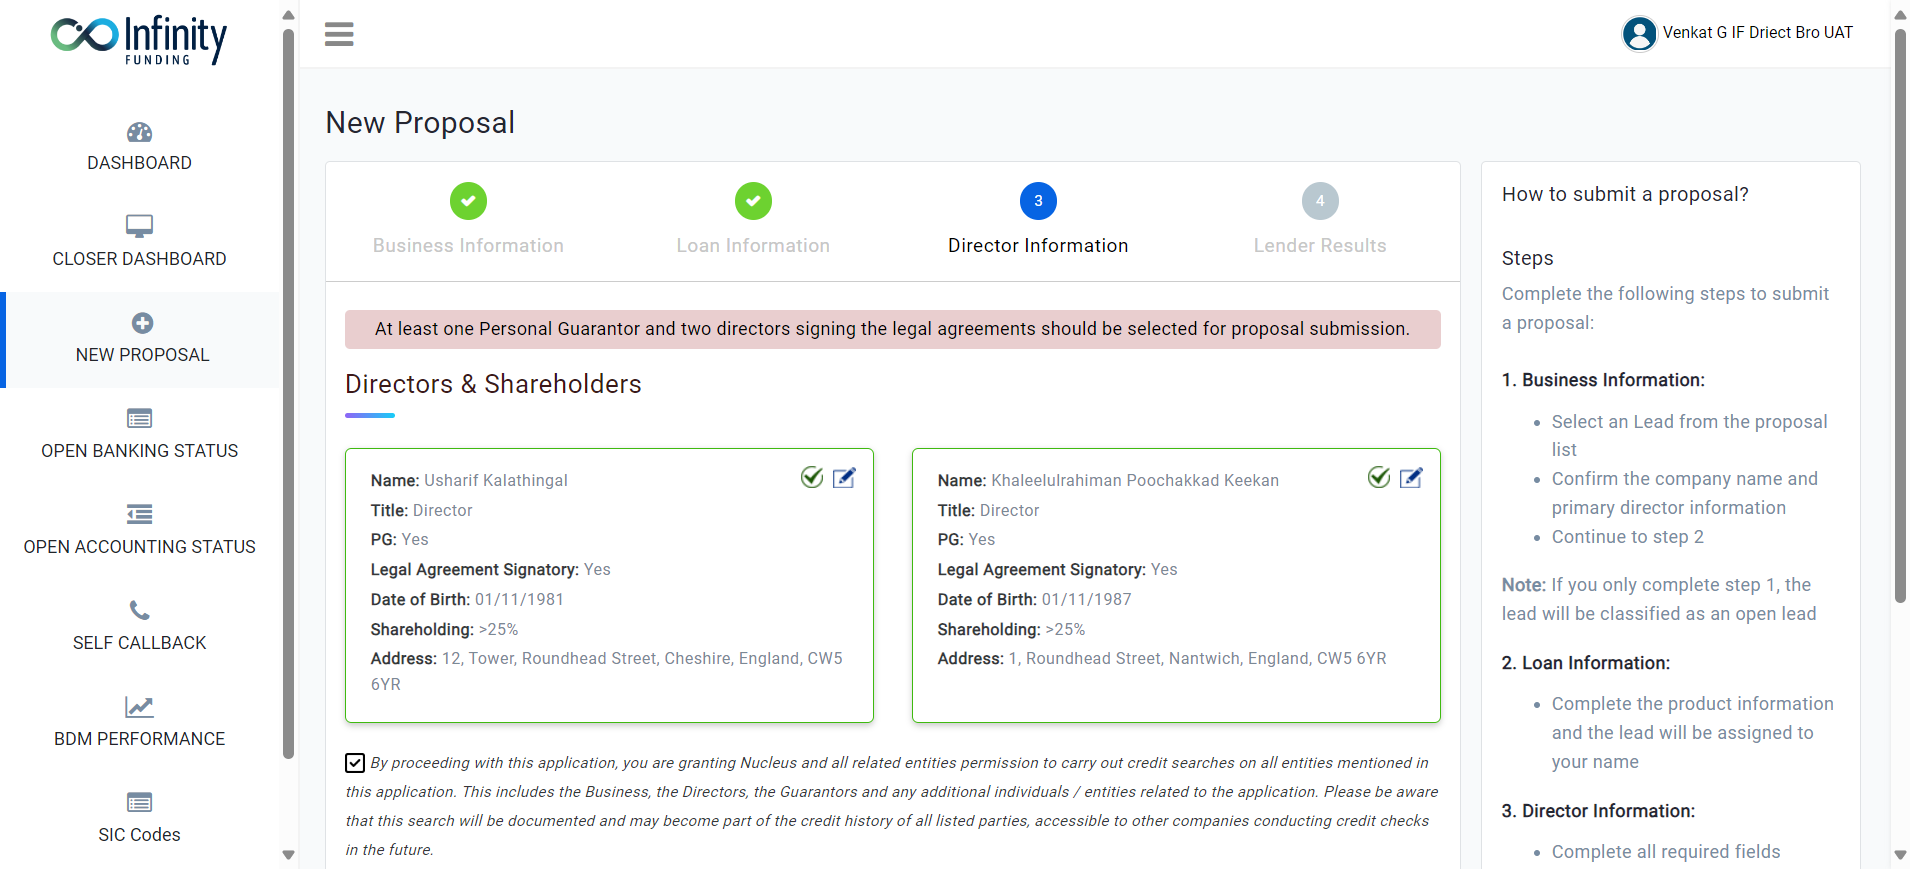 Infinity
FUNDING
DASHBOARD
CLOSER DASHBOARD
NEW PROPOSAL
OPEN BANKING STATUS
OPEN ACCOUNTING STATUS
SELF CALLBACK
BDM PERFORMANCE
SIC Codes
Venkat G IF Driect Bro UAT
New Proposal
Business Information
Loan Information
3
Director Information
4
Lender Results
At least one Personal Guarantor and two directors signing the legal agreements should be selected for proposal submission.
Directors & Shareholders
Name: Usharif Kalathingal
Title: Director
PG: Yes
Legal Agreement Signatory: Yes
Date of Birth: 01/11/1981
Shareholding: >25%
Address: 12, Tower, Roundhead Street, Cheshire, England, CW5
6YR
Name: Khaleelulrahiman Poochakkad Keekan
Title: Director
PG: Yes
Legal Agreement Signatory: Yes
Date of Birth: 01/11/1987
Shareholding: >25%
Address: 1, Roundhead Street, Nantwich, England, CW5 6YR
By proceeding with this application, you are granting Nucleus and all related entities permission to carry out credit searches on all entities mentioned in
this application. This includes the Business, the Directors, the Guarantors and any additional individuals / entities related to the application. Please be aware
that this search will be documented and may become part of the credit history of all listed parties, accessible to other companies conducting credit checks
in the future.
How to submit a proposal?
Steps
Complete the following steps to submit
a proposal:
1. Business Information:
• Select an Lead from the proposal
list
• Confirm the company name and
primary director information
• Continue to step 2
Note: If you only complete step 1, the
lead will be classified as an open lead
2. Loan Information:
• Complete the product information
and the lead will be assigned to
your name
3. Director Information:
• Complete all required fields